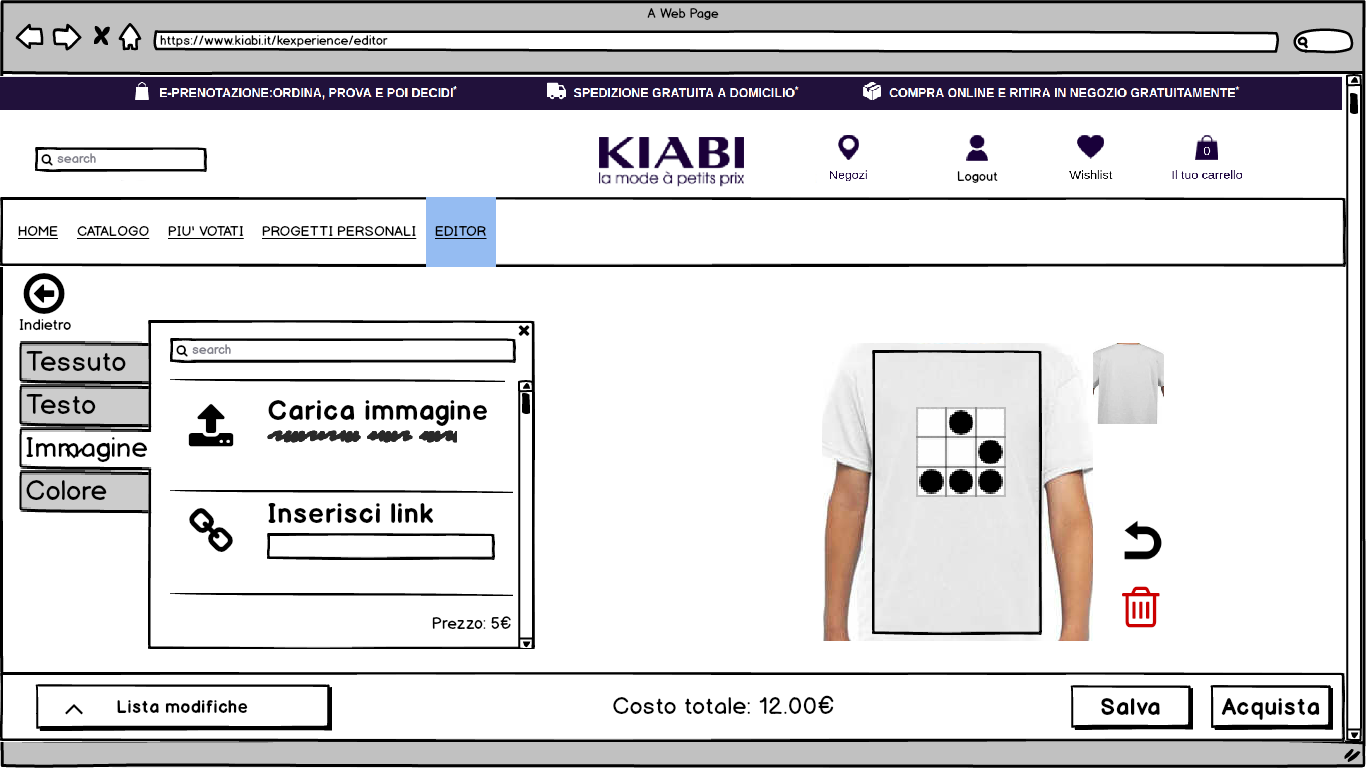 A Web Page
https://www.kiabi.it/kexperience/editor
E-PRENOTAZIONE:ORDINA, PROVA E POI DECIDI*
SPEDIZIONE GRATUITA A DOMICILIO*
COMPRA ONLINE E RITIRA IN NEGOZIO GRATUITAMENTE*
search
KIABI
la mode à petits prix
Negozi
Logout
Wishlist
0
Il tuo carrello
HOME
CATALOGO
PIU' VOTATI
PROGETTI PERSONALI
EDITOR
Indietro
Tessuto
Testo
Immagine
Colore
search
Carica immagine
Inserisci link
Prezzo: 5€
Lista modifiche
Costo totale: 12.00€
Salva
Acquista